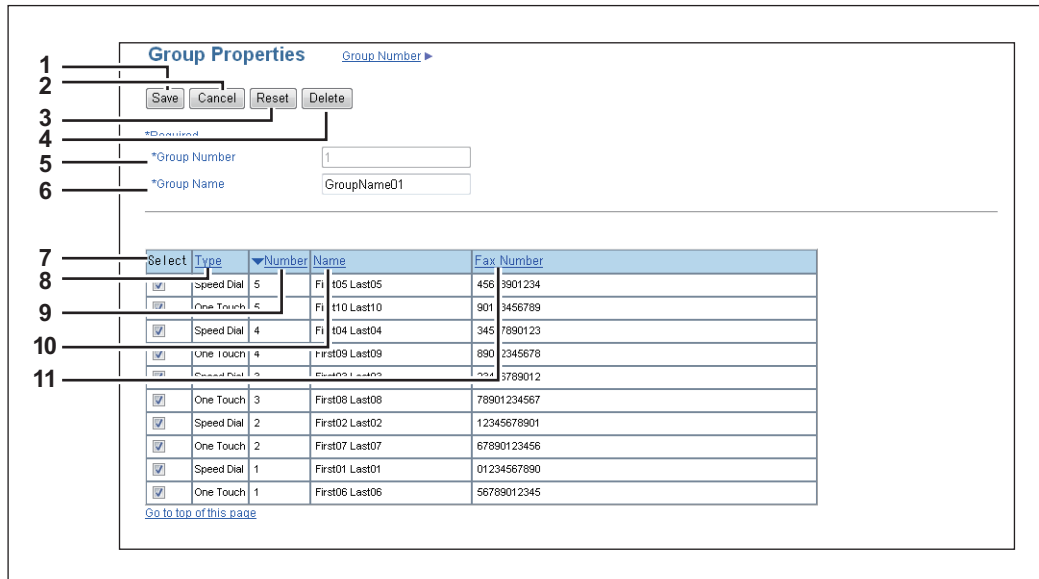 Group Properties Group Number
1
2
Save Cancel Reset Delete
3
4
5 *Group Number 1
6 *Group Name GroupName01
7 Select Type Number Name Fax Number
8
Speed Dial 5 Last05
9
One Touch 5 Last10
Speed Dial 4 Last04
10
One Touch 4 Last09
11
One Touch 3 First08 Last08 78901234567
Speed Dial 2 First02 Last02 12345678901
One Touch 2 First07 Last07 67890123456
Speed Dial 1 First01 Last01 01234567890
One Touch 1 First06 Last06 56789012345
Go to top of this page